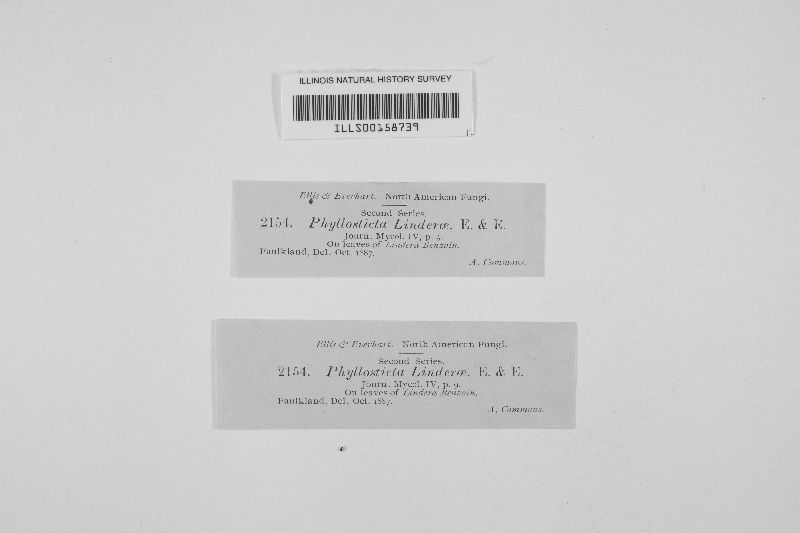 ILLINOIS NATURAL HISTORY SURVEY
ILLS00158739
Ellis & Everhart. North American Fungi.
Second Series.
2154. Phyllosticta Linderæ. E. & E.
Journ. Mycol. IV, p. 9.
On leaves of Lindera Benzoin.
Faulkland, Del. Oct. 1887.
A. Commons.
Ellis & Everhart. North American Fungi.
Second Series.
2154. Phyllosticta Linderæ. E. & E.
Journ. Mycol. IV, p. 9.
On leaves of Lindera Benzoin.
Faulkland, Del. Oct. 1887.
A. Commons.